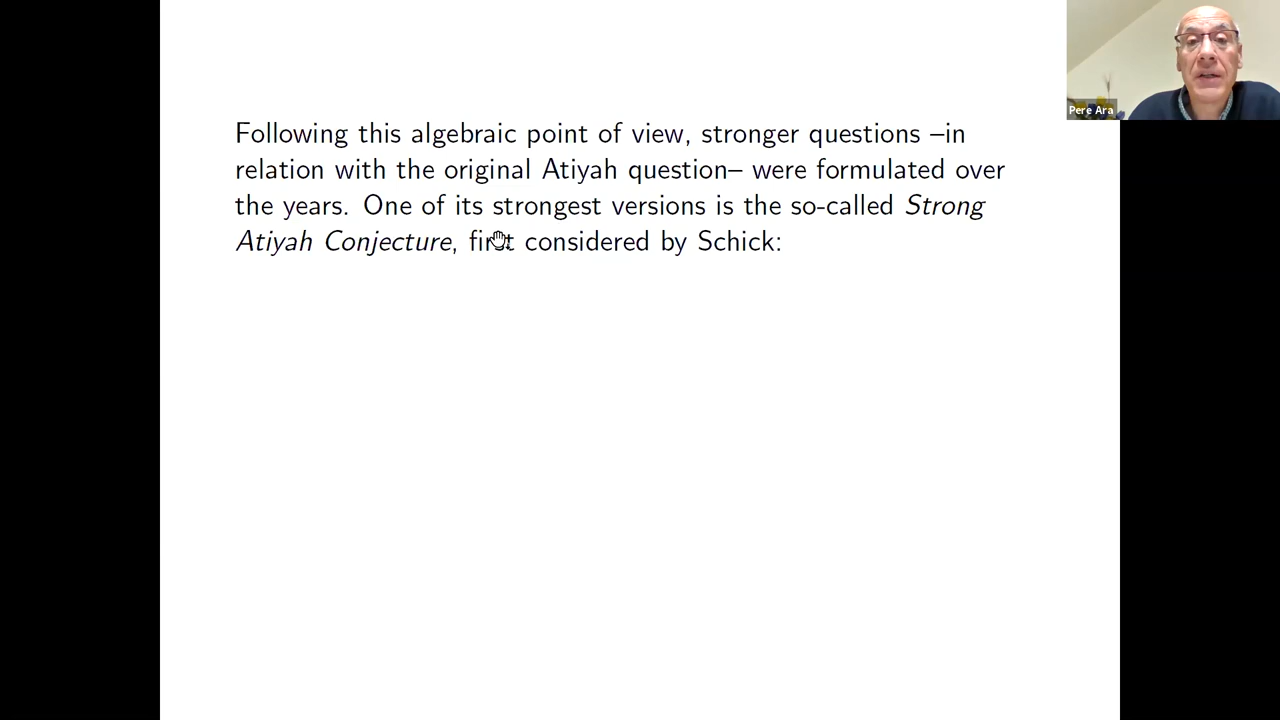 Following this algebraic point of view, stronger questions –in
relation with the original Atiyah question– were formulated over
the years. One of its strongest versions is the so-called Strong
Atiyah Conjecture, first considered by Schick:
Pere Ara